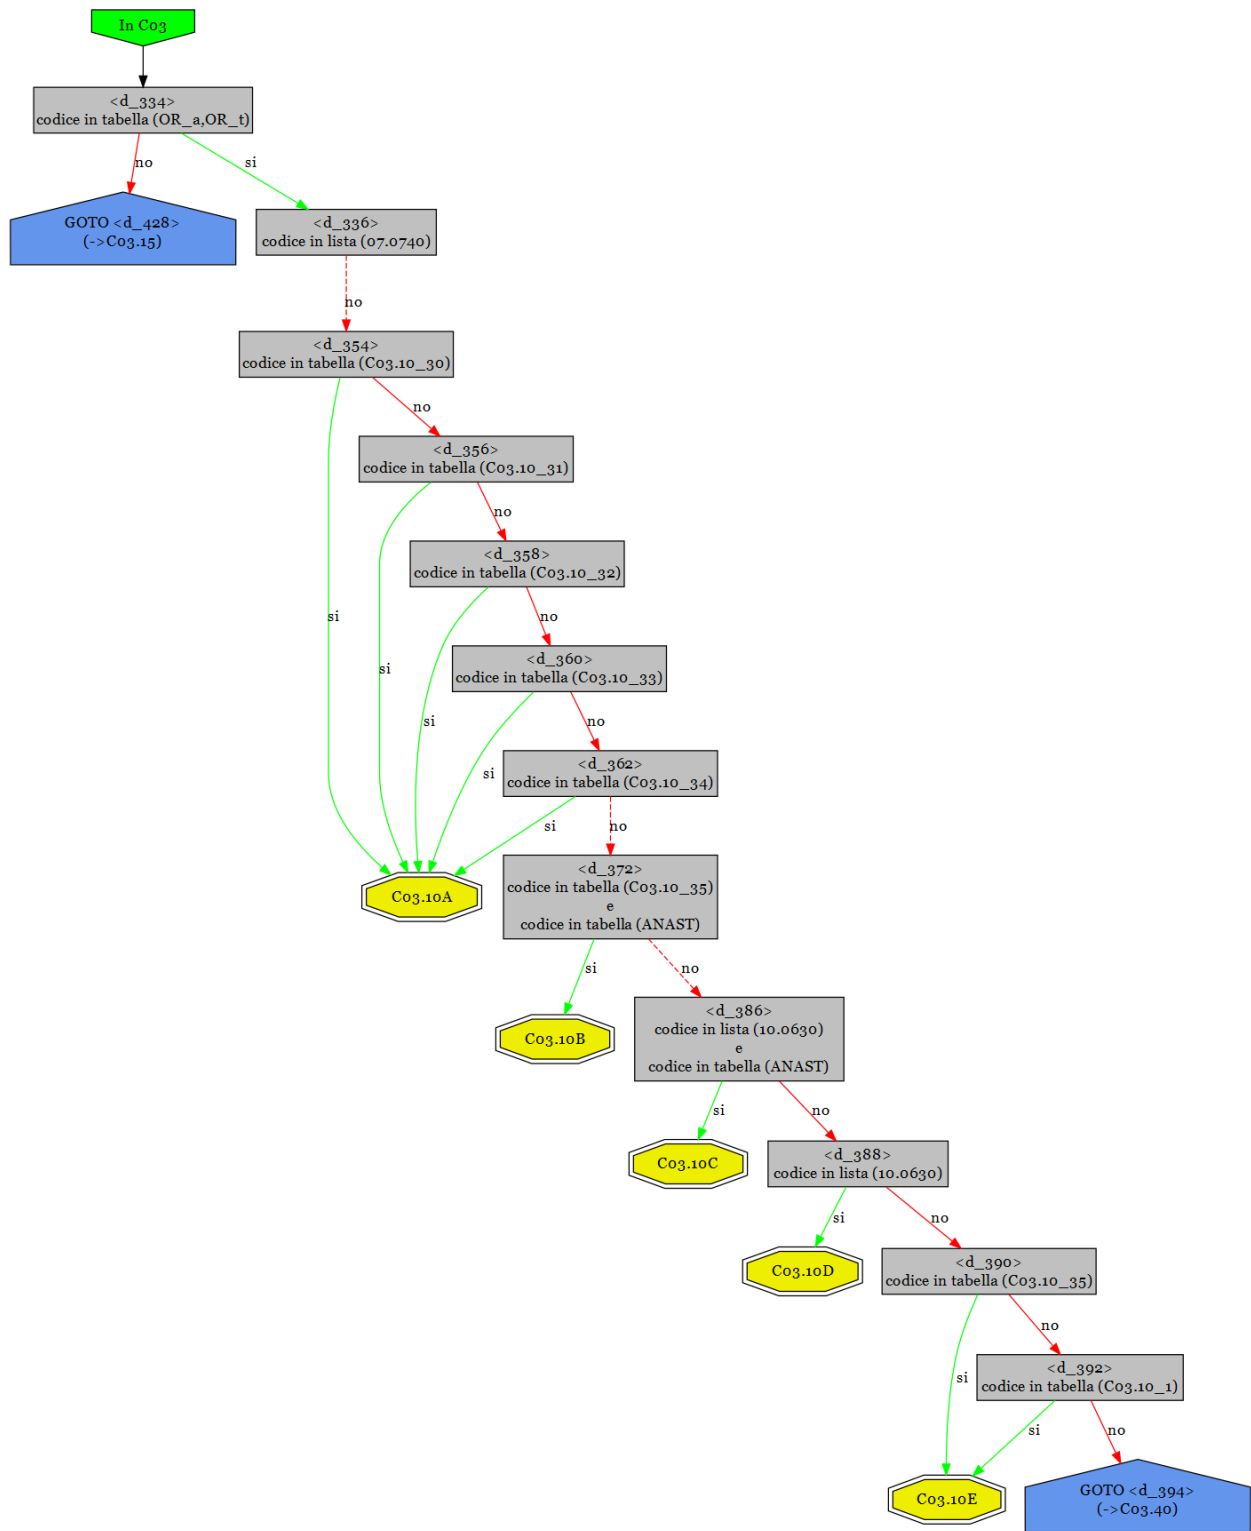 In C03
<d_334>
codice in tabella (OR_a,OR_t)
no
si
GOTO <d_428>
(->C03.15)
<d_336>
codice in lista (07.0740)
no
<d_354>
codice in tabella (C03.10_30)
no
<d_356>
codice in tabella (C03.10_31)
no
<d_358>
codice in tabella (C03.10_32)
si
no
<d_360>
codice in tabella (C03.10_33)
si
si
no
<d_362>
codice in tabella (C03.10_34)
si
si
no
<d_372>
codice in tabella (C03.10_35)
e
codice in tabella (ANAST)
C03.10A
si
no
<d_386>
codice in lista (10.0630)
e
codice in tabella (ANAST)
C03.10B
si
no
<d_388>
codice in lista (10.0630)
C03.10C
si
no
<d_390>
codice in tabella (C03.10_35)
C03.10D
no
<d_392>
codice in tabella (C03.10_1)
si
si
no
C03.10E
GOTO <d_394>
(->C03.40)